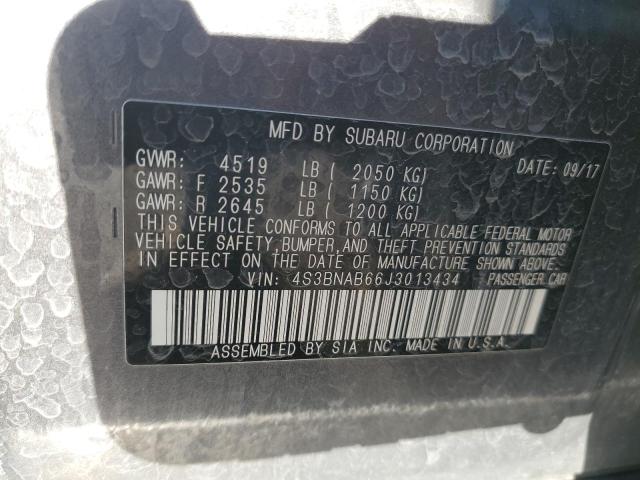 MFD BY SUBARU CORPORATION
GVWR: 4519 LB ( 2050 KG) DATE: 09/17
GAWR: F 2535 LB ( 1150 KG)
GAWR: R 2645 LB ( 1200 KG)
THIS VEHICLE CONFORMS TO ALL APPLICABLE FEDERAL MOTOR
VEHICLE SAFETY, BUMPER, AND THEFT PREVENTION STANDARDS
IN EFFECT ON THE DATE OF MANUFACTURE SHOWN ABOVE.
VIN: 4S3BNAB66J3013434 PASSENGER CAR
ASSEMBLED BY SIA INC. MADE IN U.S.A.